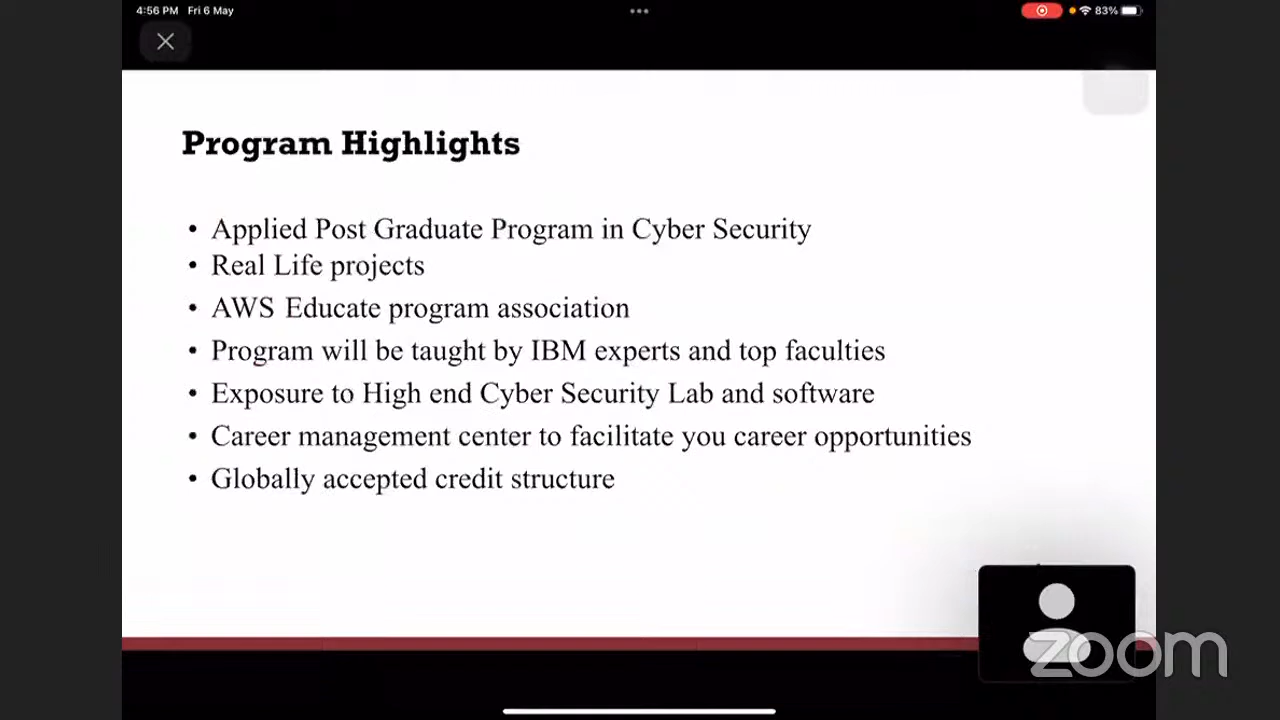 4:56 PM Fri 6 May
83%
Program Highlights
• Applied Post Graduate Program in Cyber Security
• Real Life projects
• AWS Educate program association
• Program will be taught by IBM experts and top faculties
• Exposure to High end Cyber Security Lab and software
• Career management center to facilitate you career opportunities
• Globally accepted credit structure
zoom